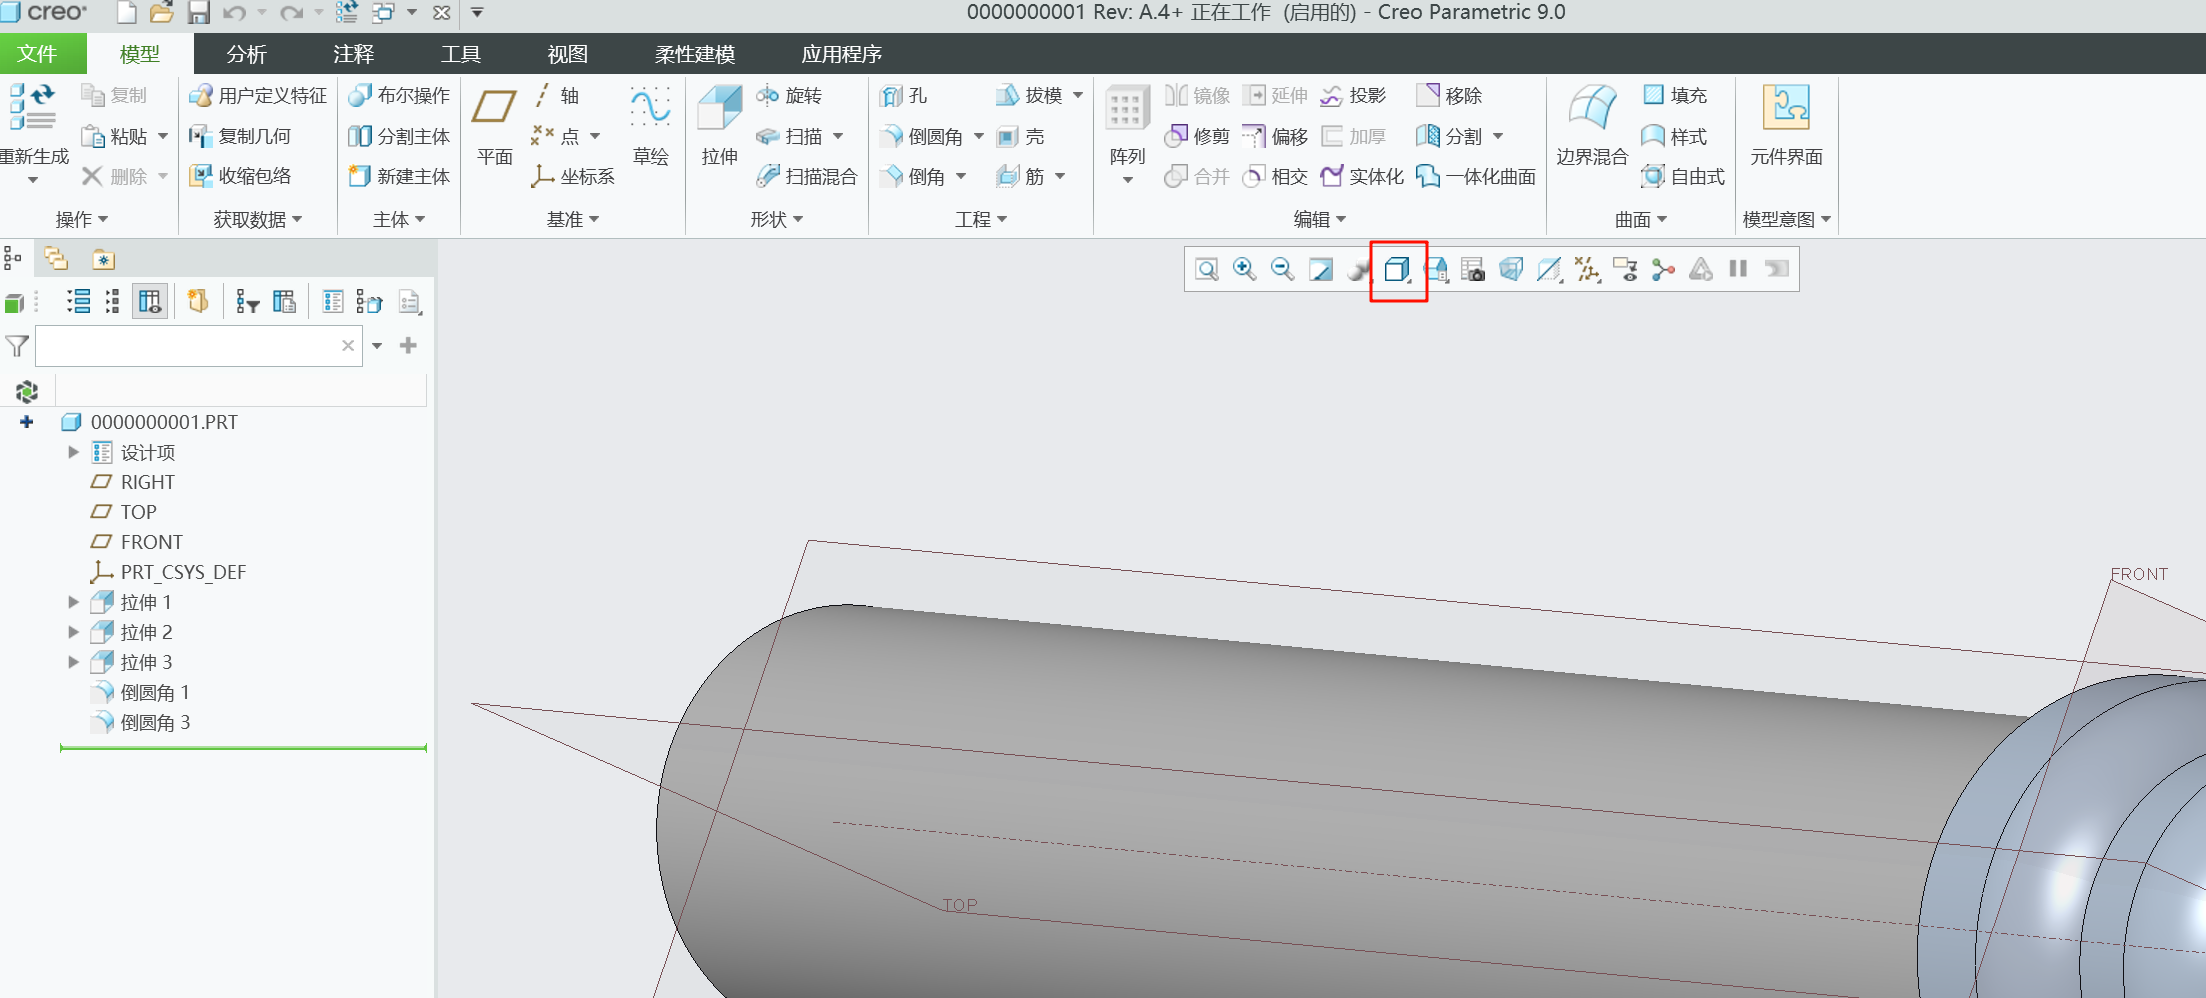 creo
0000000001 Rev: A.4+ 正在工作 (启用的) - Creo Parametric 9.0
文件 模型 分析 注释 工具 视图 柔性建模 应用程序
重新生成
复制
粘贴
删除
操作
用户定义特征
复制几何
收缩包络
获取数据
布尔操作
分割主体
新建主体
主体
平面
轴
点
坐标系
草绘
基准
拉伸
旋转
扫描
扫描混合
形状
孔
倒圆角
倒角
拔模
壳
筋
工程
阵列
镜像
修剪
合并
延伸
偏移
相交
投影
加厚
实体化
移除
分割
一体化曲面
编辑
边界混合
填充
样式
自由式
曲面
元件界面
模型意图
0000000001.PRT
设计项
RIGHT
TOP
FRONT
PRT_CSYS_DEF
拉伸 1
拉伸 2
拉伸 3
倒圆角 1
倒圆角 3
FRONT
TOP